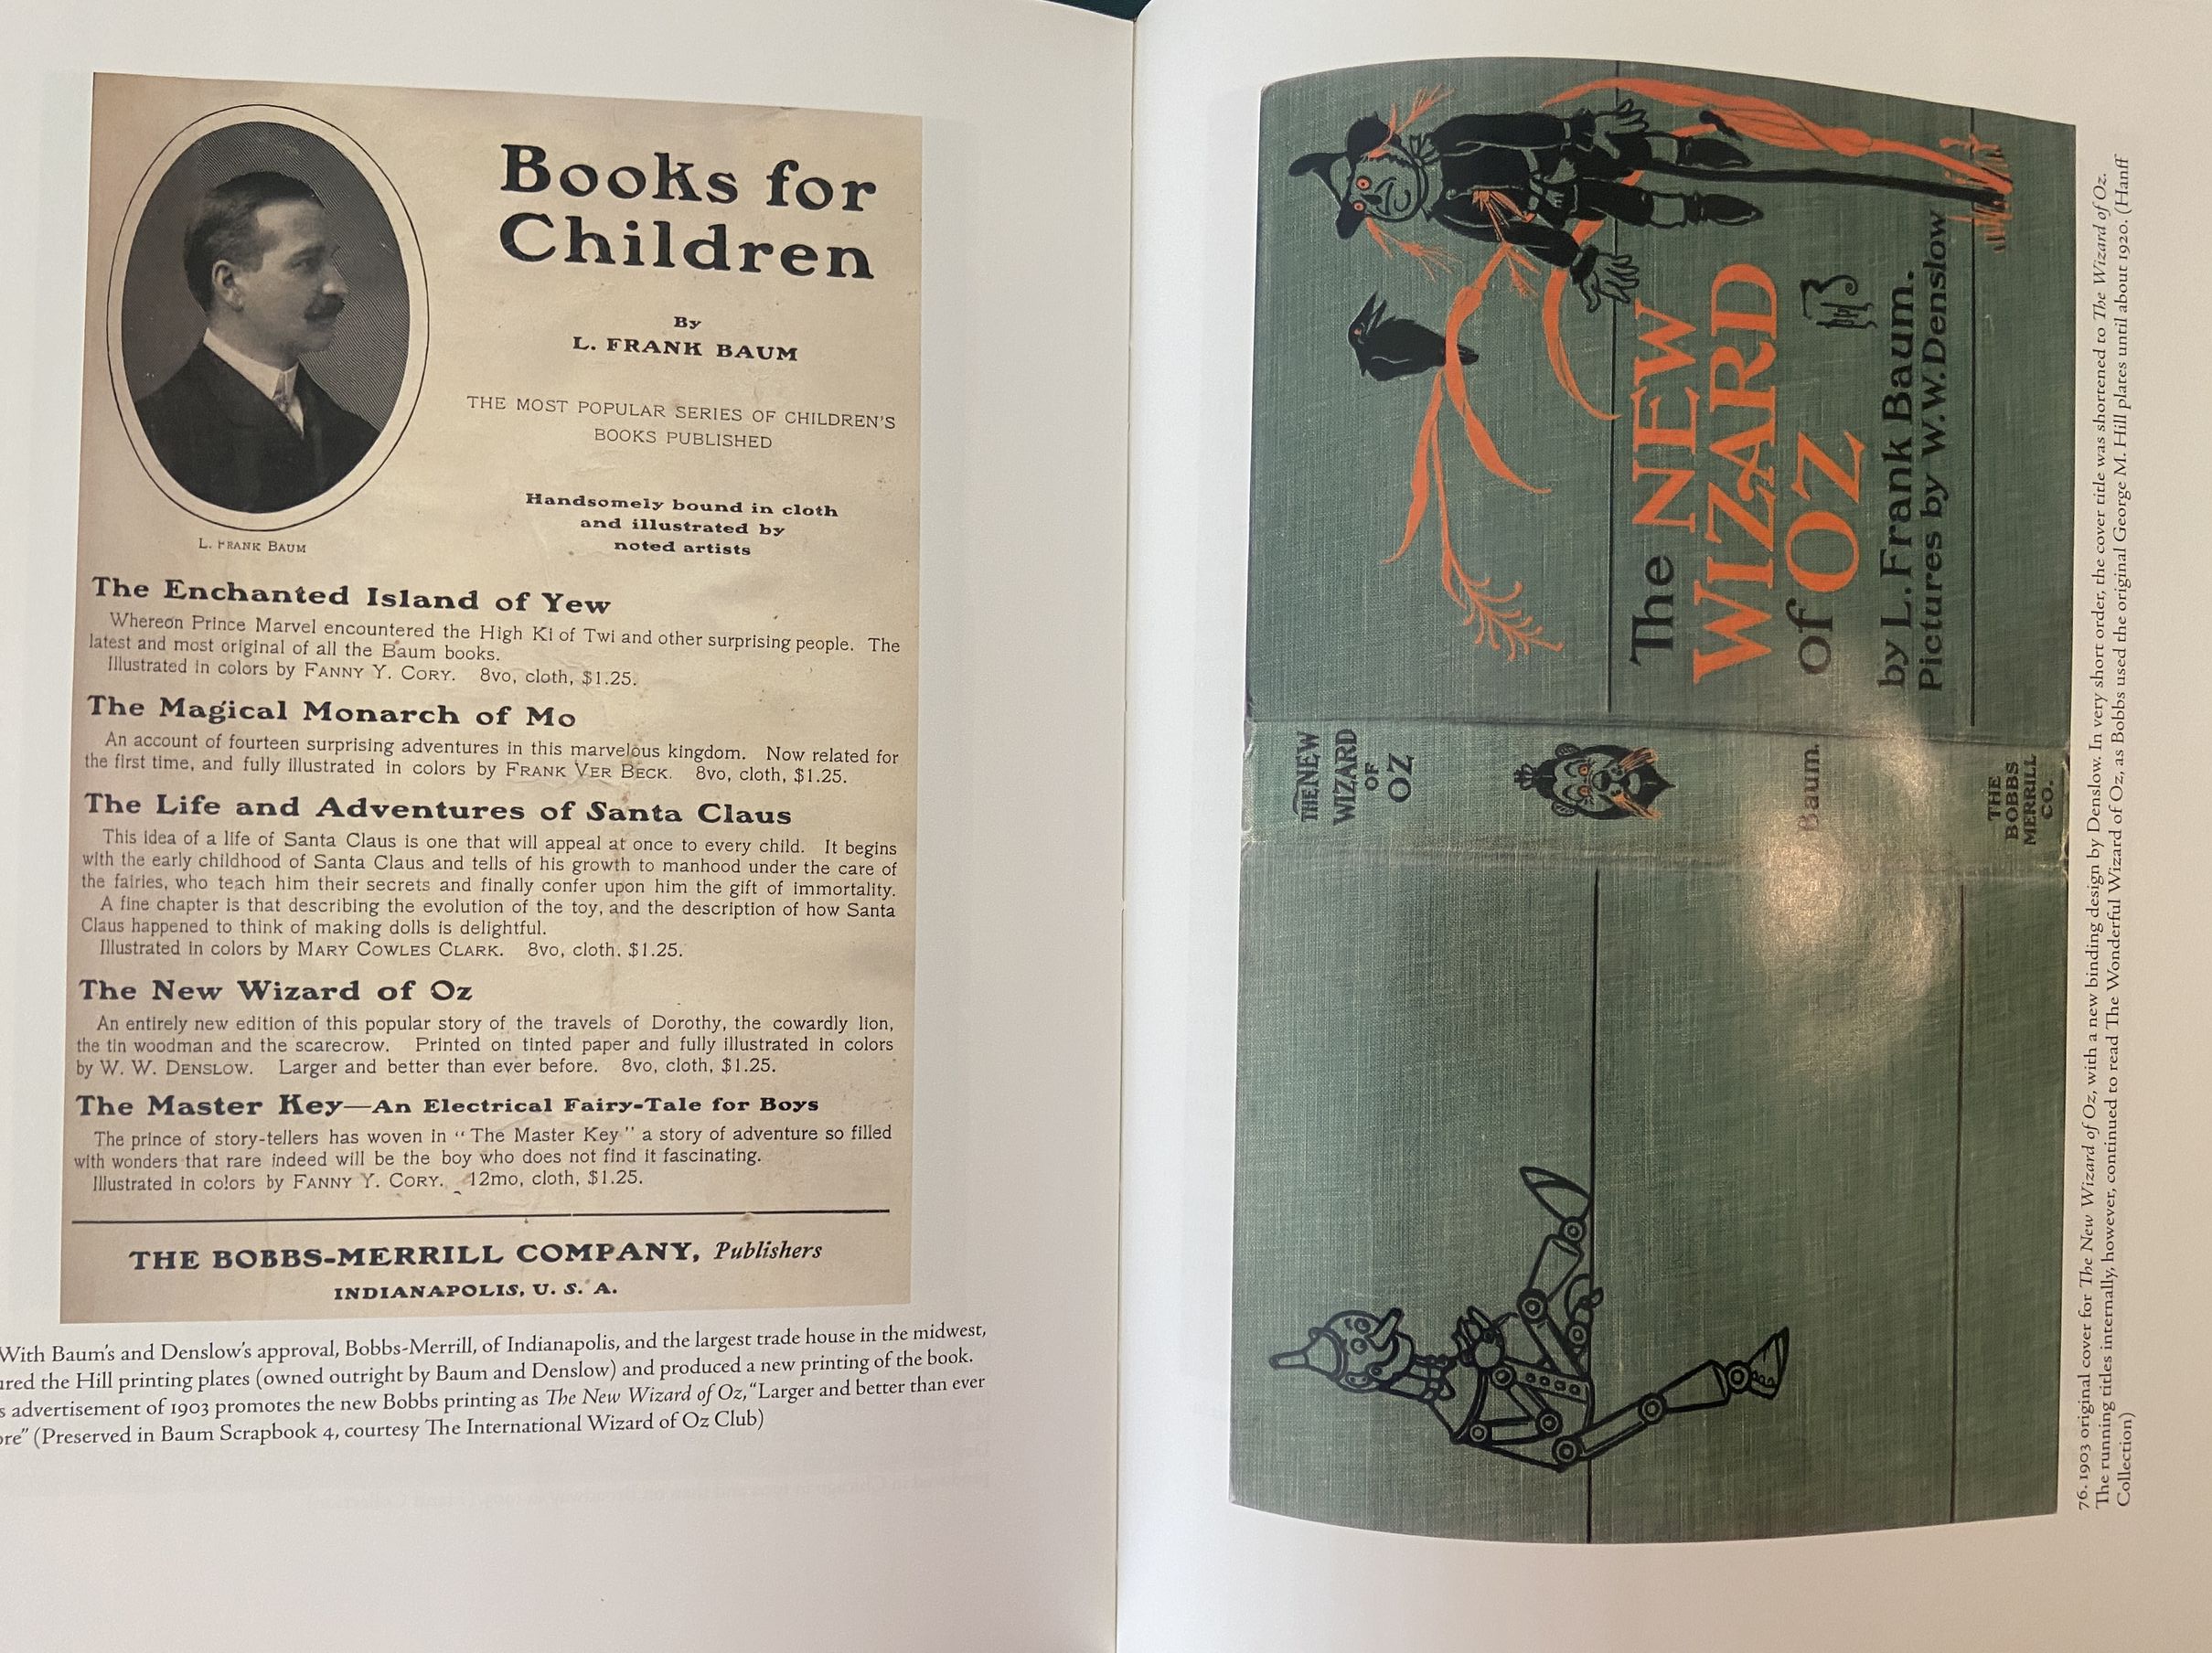 Books for
Children
By
L. FRANK BAUM
THE MOST POPULAR SERIES OF CHILDREN'S
BOOKS PUBLISHED
Handsomely bound in cloth
and illustrated by
noted artists
L. FRANK BAUM
The Enchanted Island of Yew
Whereon Prince Marvel encountered the High Ki of Twi and other surprising people. The
latest and most original of all the Baum books.
Illustrated in colors by FANNY Y. CORY. 8vo, cloth, $1.25.
The Magical Monarch of Mo
An account of fourteen surprising adventures in this marvelous kingdom. Now related for
the first time, and fully illustrated in colors by FRANK VER BECK. 8vo, cloth, $1.25.
The Life and Adventures of Santa Claus
This idea of a life of Santa Claus is one that will appeal at once to every child. It begins
with the early childhood of Santa Claus and tells of his growth to manhood under the care of
the fairies, who teach him their secrets and finally confer upon him the gift of immortality.
A fine chapter is that describing the evolution of the toy, and the description of how Santa
Claus happened to think of making dolls is delightful.
Illustrated in colors by MARY COWLES CLARK. 8vo, cloth. $1.25.
The New Wizard of Oz
An entirely new edition of this popular story of the travels of Dorothy, the cowardly lion,
the tin woodman and the scarecrow. Printed on tinted paper and fully illustrated in colors
by W. W. DENSLOW. Larger and better than ever before. 8vo, cloth, $1.25.
The Master Key—An Electrical Fairy-Tale for Boys
The prince of story-tellers has woven in "The Master Key" a story of adventure so filled
with wonders that rare indeed will be the boy who does not find it fascinating.
Illustrated in colors by FANNY Y. CORY. 12mo, cloth, $1.25.
THE BOBBS-MERRILL COMPANY, Publishers
INDIANAPOLIS, U. S. A.
With Baum's and Denslow's approval, Bobbs-Merrill, of Indianapolis, and the largest trade house in the midwest,
the Hill printing plates (owned outright by Baum and Denslow) and produced a new printing of the book.
advertisement of 1903 promotes the new Bobbs printing as The New Wizard of Oz, "Larger and better than ever
(Preserved in Baum Scrapbook 4, courtesy The International Wizard of Oz Club)
The NEW
WIZARD
of OZ
by L. Frank Baum.
Pictures by W.W. Denslow
THE NEW
WIZARD
OF
OZ
Baum.
THE
BOBBS
MERRILL
CO.
76. 1903 original cover for The New Wizard of Oz, with a new binding design by Denslow. In very short order, the cover title was shortened to The Wizard of Oz.
The running titles internally, however, continued to read The Wonderful Wizard of Oz, as Bobbs used the original George M. Hill plates until about 1920. (Hanff
Collection)